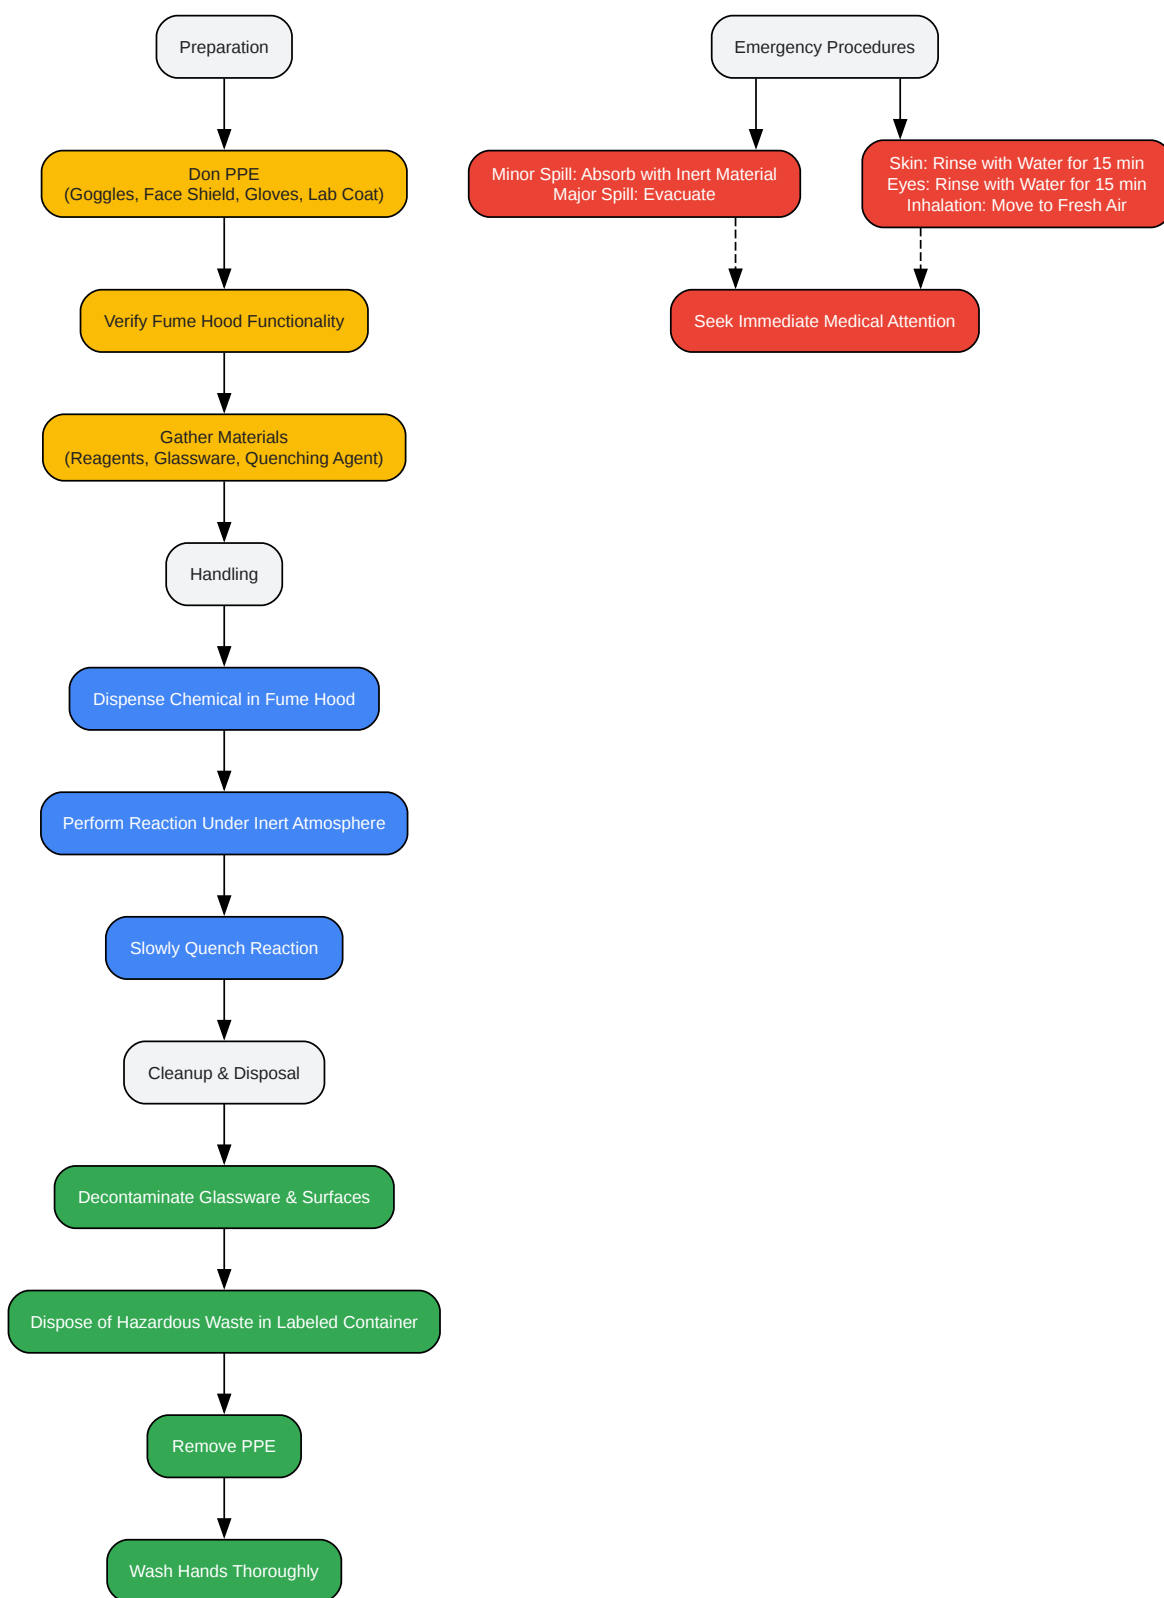 Preparation
Don PPE
(Goggles, Face Shield, Gloves, Lab Coat)
Verify Fume Hood Functionality
Gather Materials
(Reagents, Glassware, Quenching Agent)
Handling
Dispense Chemical in Fume Hood
Perform Reaction Under Inert Atmosphere
Slowly Quench Reaction
Cleanup & Disposal
Decontaminate Glassware & Surfaces
Dispose of Hazardous Waste in Labeled Container
Remove PPE
Wash Hands Thoroughly
Emergency Procedures
Minor Spill: Absorb with Inert Material
Major Spill: Evacuate
Skin: Rinse with Water for 15 min
Eyes: Rinse with Water for 15 min
Inhalation: Move to Fresh Air
Seek Immediate Medical Attention